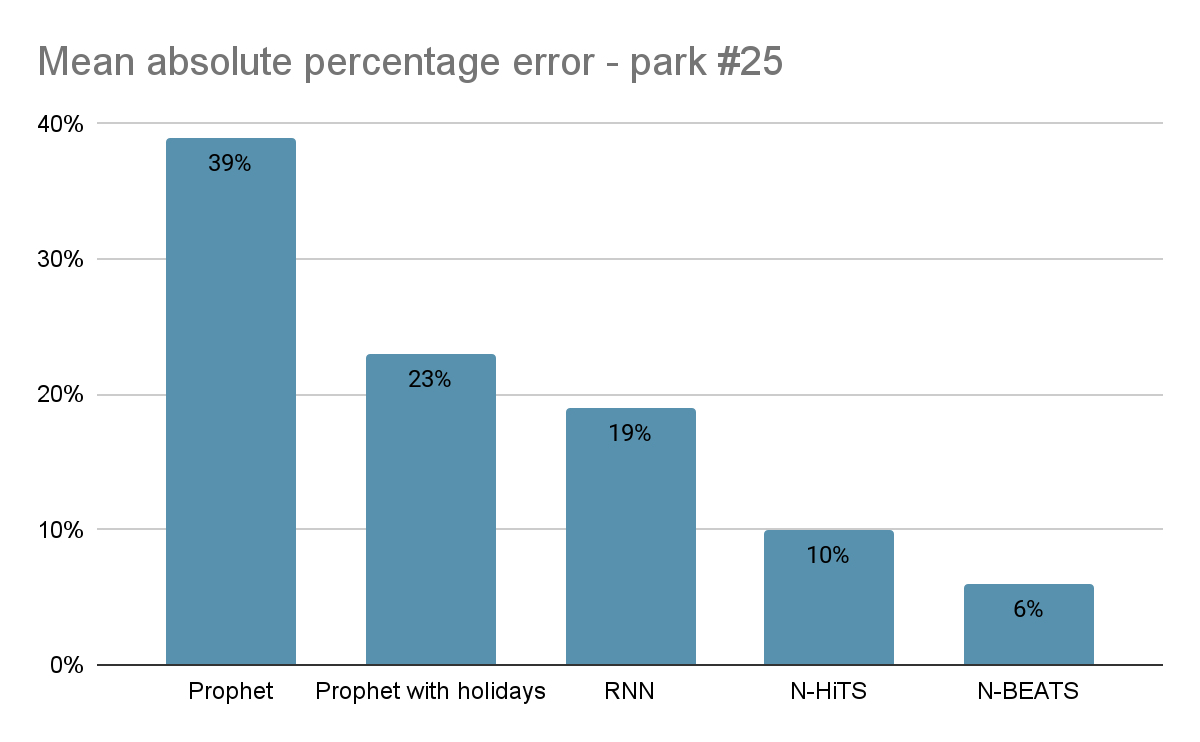 Mean absolute percentage error - park #25
40%
30%
20%
10%
0%
39%
23%
19%
10%
6%
Prophet
Prophet with holidays
RNN
N-HiTS
N-BEATS